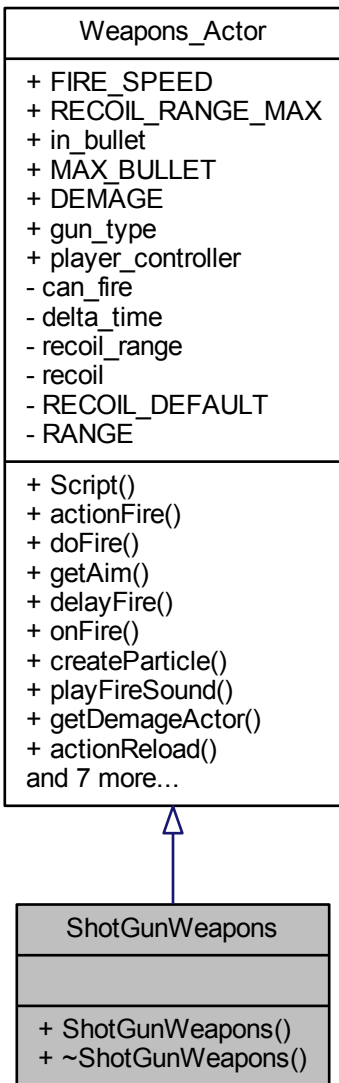 Weapons_Actor
+ FIRE_SPEED
+ RECOIL_RANGE_MAX
+ in_bullet
+ MAX_BULLET
+ DEMAGE
+ gun_type
+ player_controller
- can_fire
- delta_time
- recoil_range
- recoil
- RECOIL_DEFAULT
- RANGE
+ Script()
+ actionFire()
+ doFire()
+ getAim()
+ delayFire()
+ onFire()
+ createParticle()
+ playFireSound()
+ getDemageActor()
+ actionReload()
and 7 more...
ShotGunWeapons
+ ShotGunWeapons()
+ ~ShotGunWeapons()